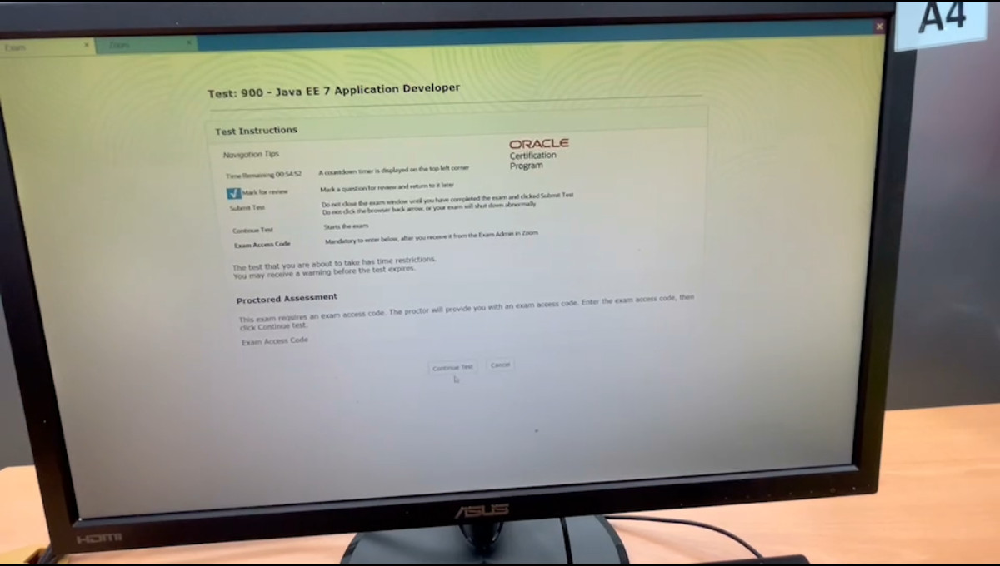 A4
Exam
Zoom
Test: 900 - Java EE 7 Application Developer
Test Instructions
ORACLE
Certification
Program
Navigation Tips
Time Remaining 00:54:52 A countdown timer is displayed on the top left corner
Mark for review Mark a question for review and return to it later
Submit Test Do not close the exam window until you have completed the exam and clicked Submit Test
Do not click the browser back arrow, or your exam will shut down abnormally
Continue Test Starts the exam
Exam Access Code Mandatory to enter below, after you receive it from the Exam Admin in Zoom
The test that you are about to take has time restrictions.
You may receive a warning before the test expires.
Proctored Assessment
This exam requires an exam access code. The proctor will provide you with an exam access code. Enter the exam access code, then
click Continue test.
Exam Access Code
Continue Test Cancel
ASUS
HDMI